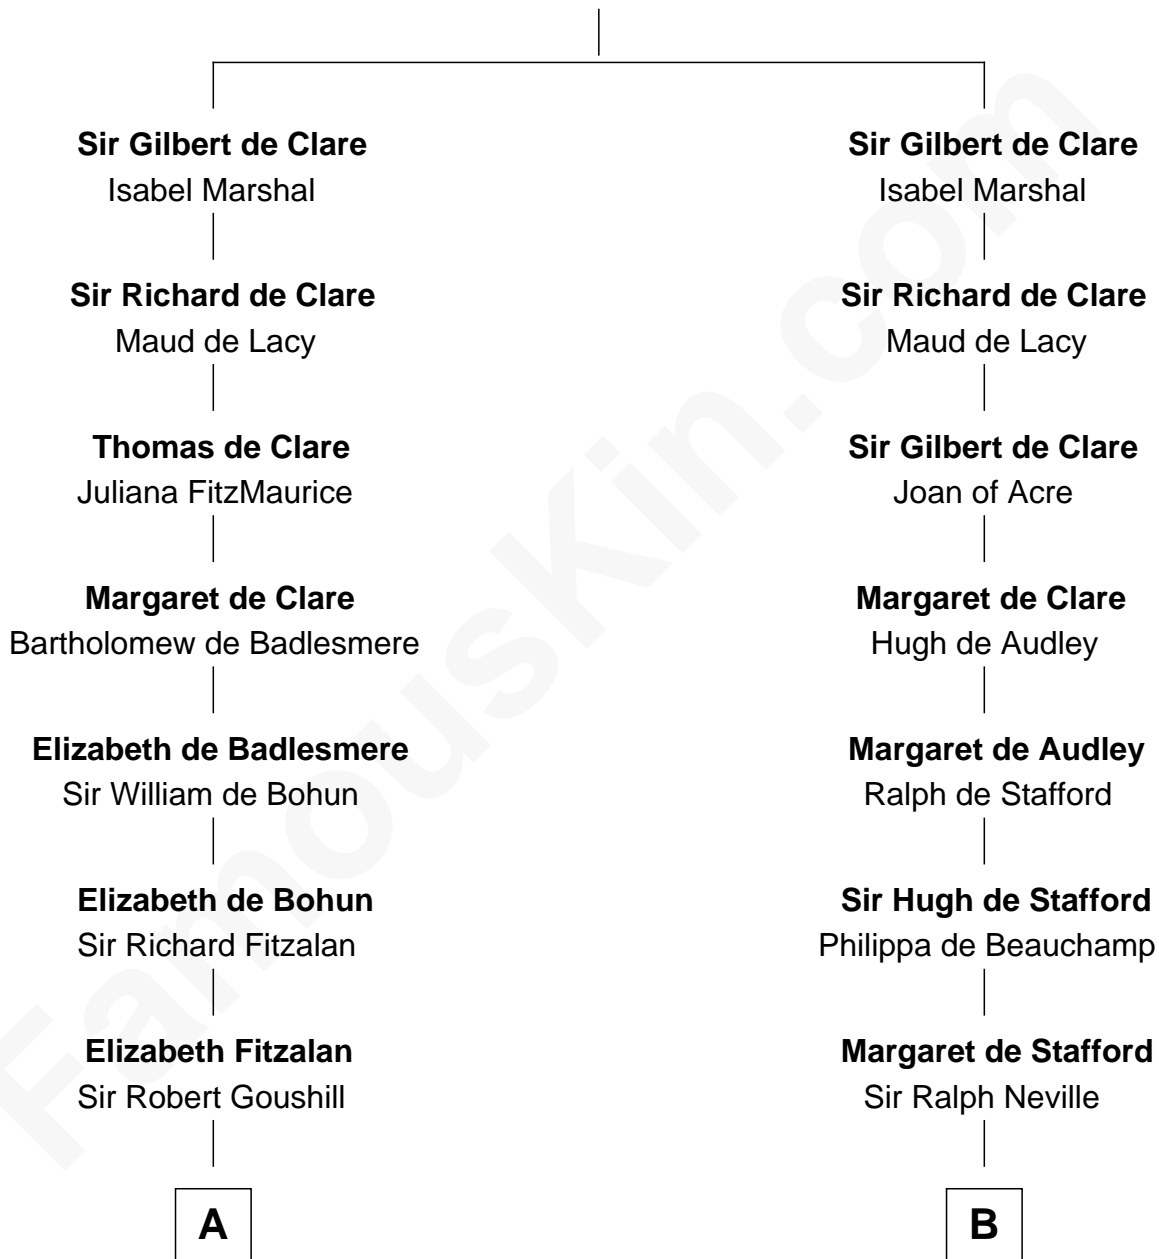 Sir Gilbert de Clare
Isabel Marshal
Sir Richard de Clare
Maud de Lacy
Thomas de Clare
Juliana FitzMaurice
Margaret de Clare
Bartholomew de Badlesmere
Elizabeth de Badlesmere
Sir William de Bohun
Elizabeth de Bohun
Sir Richard Fitzalan
Elizabeth Fitzalan
Sir Robert Goushill
A
Sir Gilbert de Clare
Isabel Marshal
Sir Richard de Clare
Maud de Lacy
Sir Gilbert de Clare
Joan of Acre
Margaret de Clare
Hugh de Audley
Margaret de Audley
Ralph de Stafford
Sir Hugh de Stafford
Philippa de Beauchamp
Margaret de Stafford
Sir Ralph Neville
B
FamousKin.com